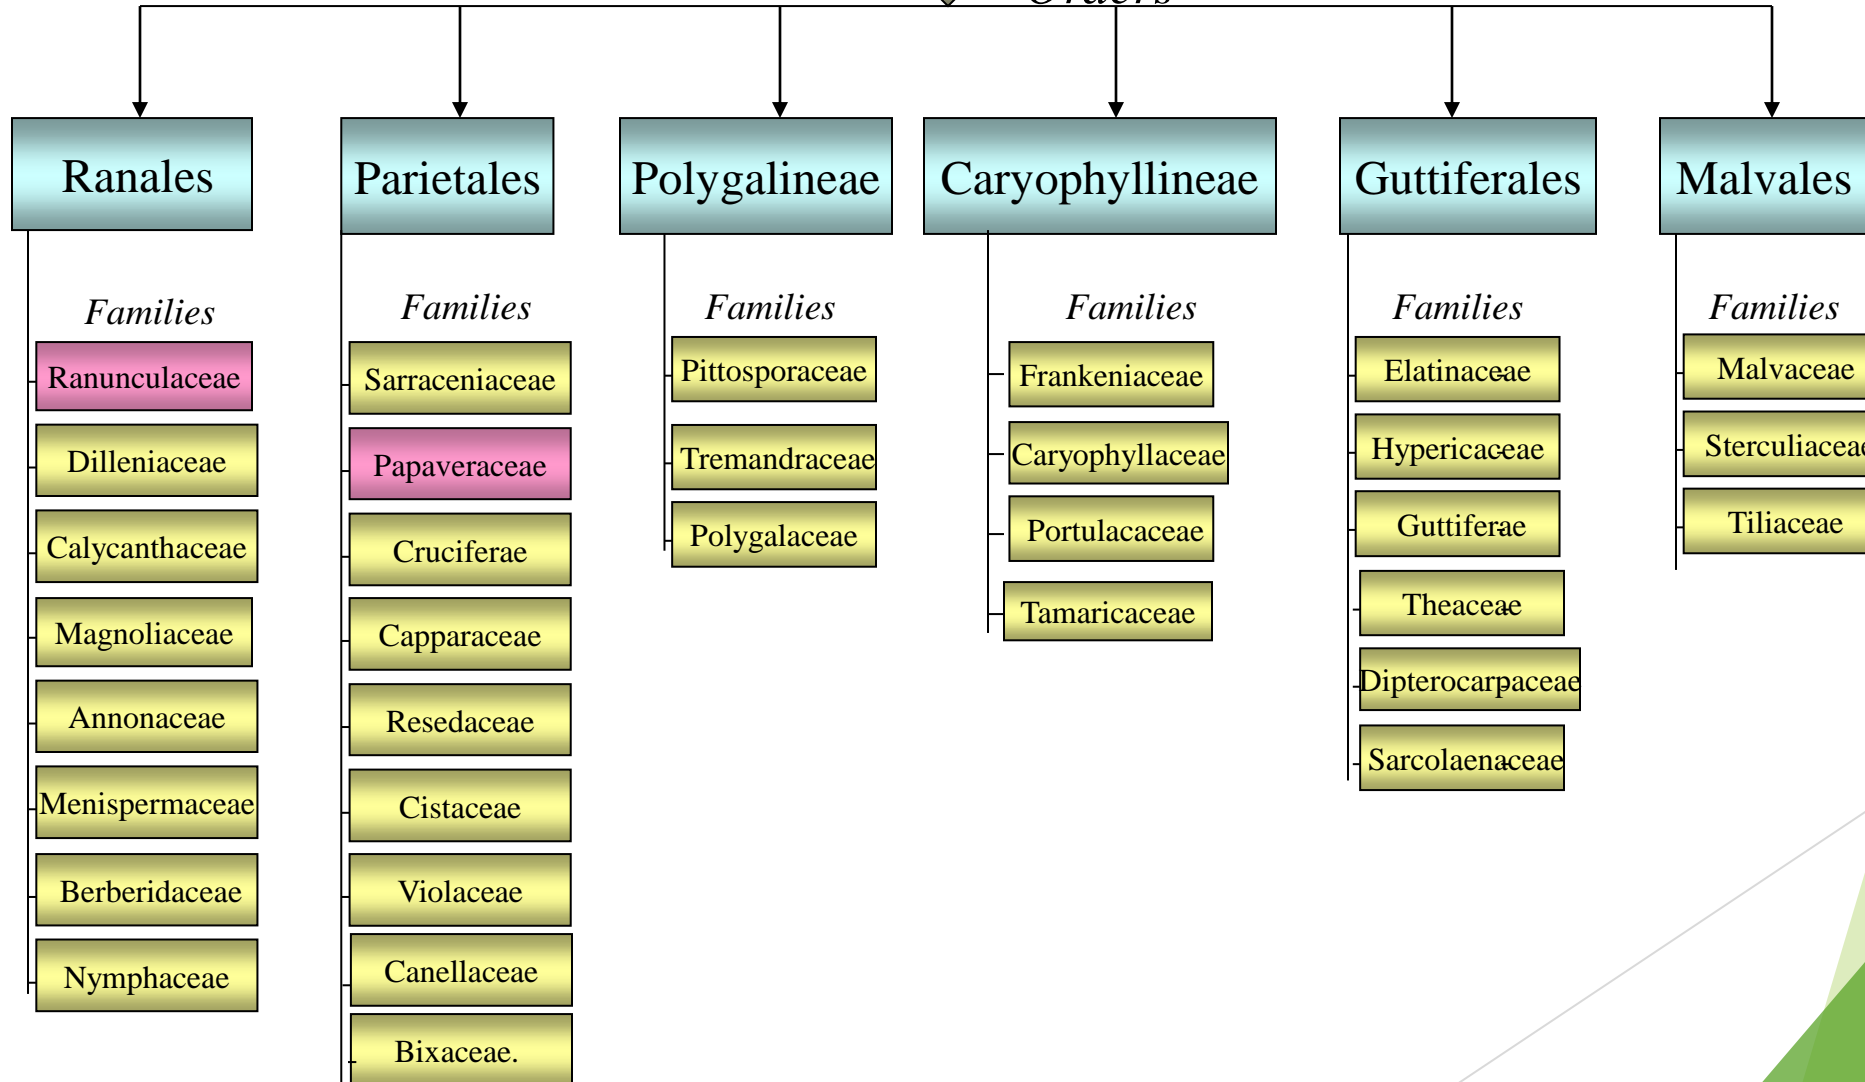 Orders
Ranales
Parietales
Polygalineae
Caryophyllineae
Guttiferales
Malvales
Families
Ranunculaceae
Dilleniaceae
Calycanthaceae
Magnoliaceae
Annonaceae
Menispermaceae
Berberidaceae
Nymphaceae
Families
Sarraceniaceae
Papaveraceae
Cruciferae
Capparaceae
Resedaceae
Cistaceae
Violaceae
Canellaceae
Bixaceae.
Families
Pittosporaceae
Tremandraceae
Polygalaceae
Families
Frankeniaceae
Caryophyllaceae
Portulacaceae
Tamaricaceae
Families
Elatinaceae
Hypericaceae
Guttiferae
Theaceae
Dipterocarpaceae
Sarcolaenaceae
Families
Malvaceae
Sterculiaceae
Tiliaceae